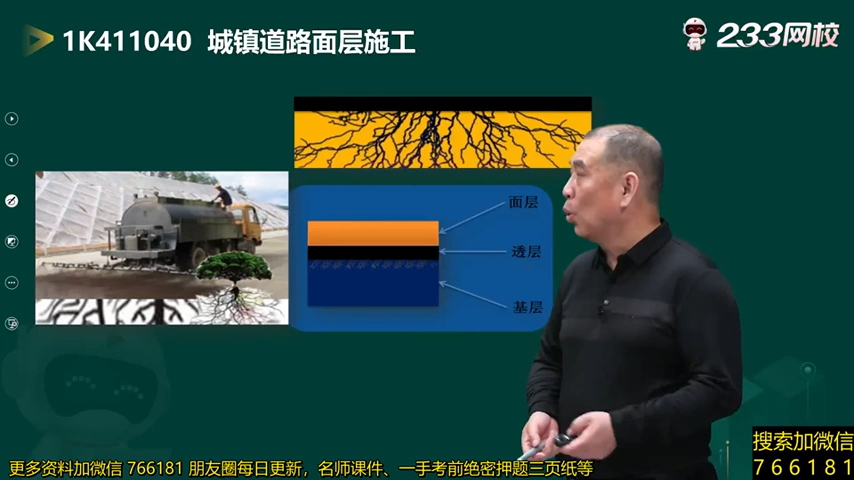 1K411040 城镇道路面层施工
233网校
面层
透层
基层
搜索加微信
766181
更多资料加微信 766181 朋友圈每日更新，名师课件、一手考前绝密押题三页纸等